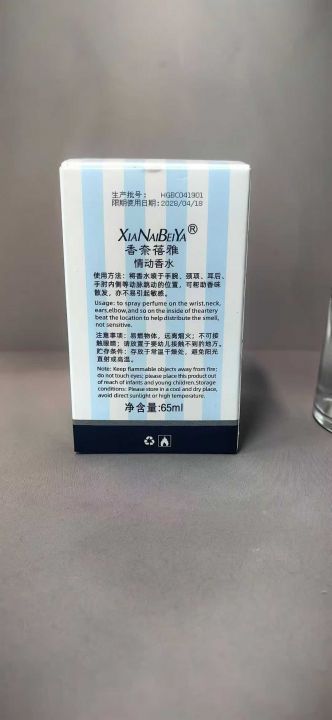 生产批号： HGBC041901
限期使用日期：2028/04/18
XIANAIBEIYA®
香奈蓓雅
情动香水
使用方法：将香水喷于手腕、颈项、耳后、
手肘内侧等动脉跳动的位置，可帮助香味
散发，亦不易引起敏感。
Usage: to spray perfume on the wrist,neck,
ears,elbow,and so on the inside of theartery
beat the location to help distribute the smell,
not sensitive.
注意事项：易燃物体，远离烟火；不可接
触眼睛；请放置于婴幼儿接触不到的地方。
贮存条件：存放于常温干燥处，避免阳光
直射或高温。
Note: Keep flammable objects away from fire;
do not touch eyes; please place this product out
of reach of infants and young children.Storage
conditions: Please store in a cool and dry place,
avoid direct sunlight or high temperature.
净含量:65ml